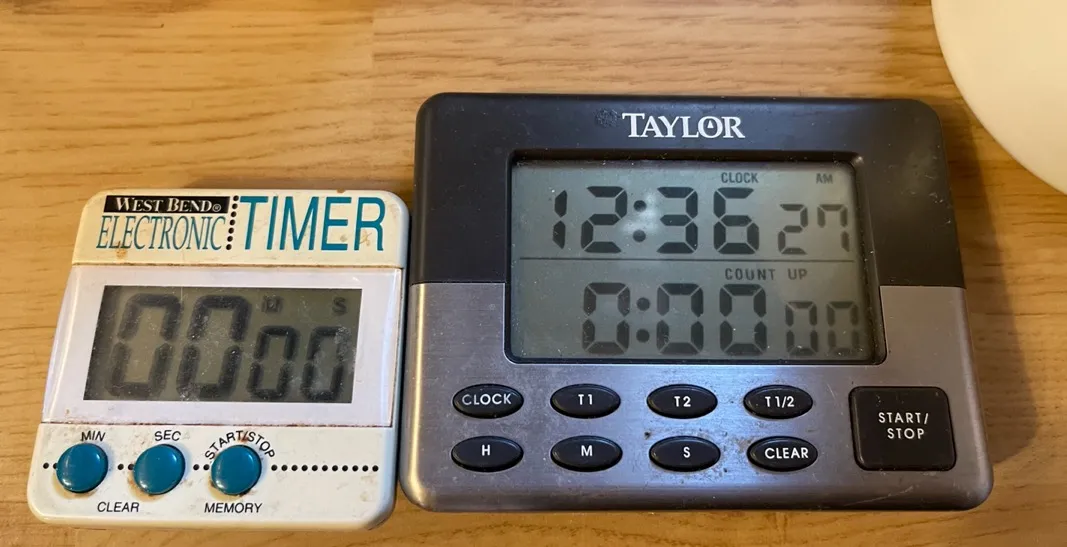 WEST BEND®
ELECTRONIC TIMER
M S
00 00
MIN SEC START/STOP
CLEAR MEMORY
TAYLOR
CLOCK AM
12:36 27
COUNT UP
0:00 00
CLOCK T1 T2 T1/2
H M S CLEAR
START/
STOP